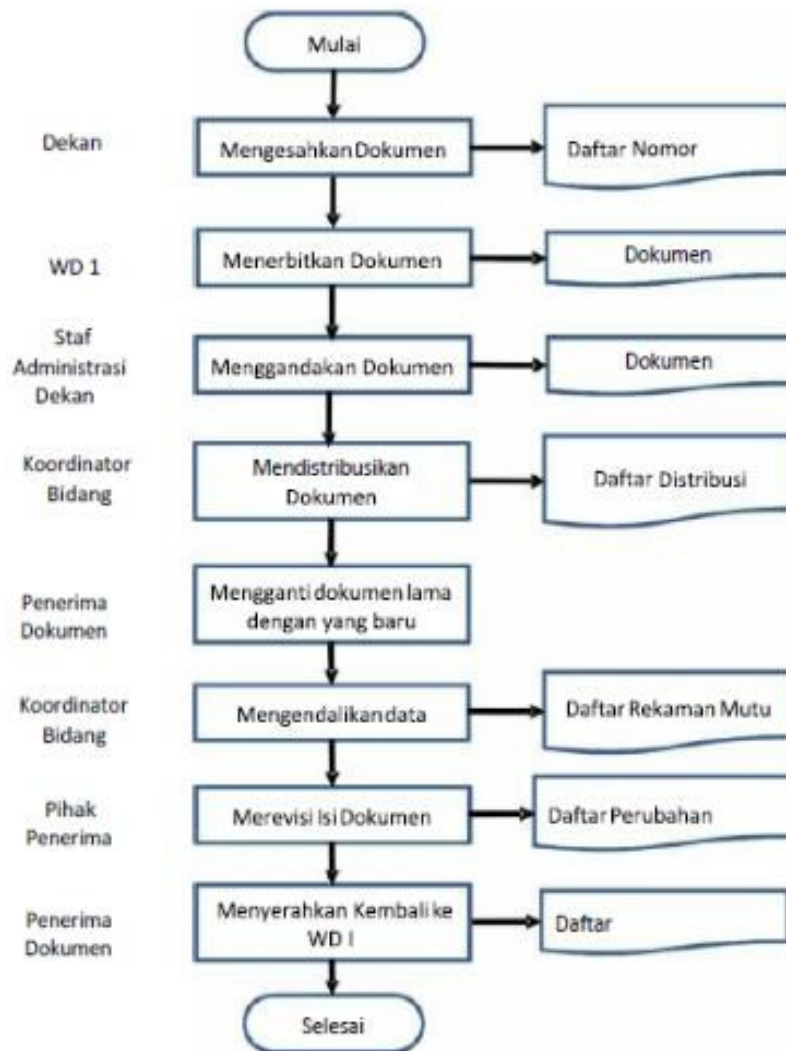 Mulai
Dekan
Mengesahkan Dokumen
Daftar Nomor
WD 1
Menerbitkan Dokumen
Dokumen
Staf
Administrasi
Dekan
Menggandakan Dokumen
Dokumen
Koordinator
Bidang
Mendistribusikan
Dokumen
Daftar Distribusi
Penerima
Dokumen
Mengganti dokumen lama
dengan yang baru
Koordinator
Bidang
Mengendalikan data
Daftar Rekaman Mutu
Pihak
Penerima
Merevisi Isi Dokumen
Daftar Perubahan
Penerima
Dokumen
Menyerahkan Kembali ke
WD I
Daftar
Selesai